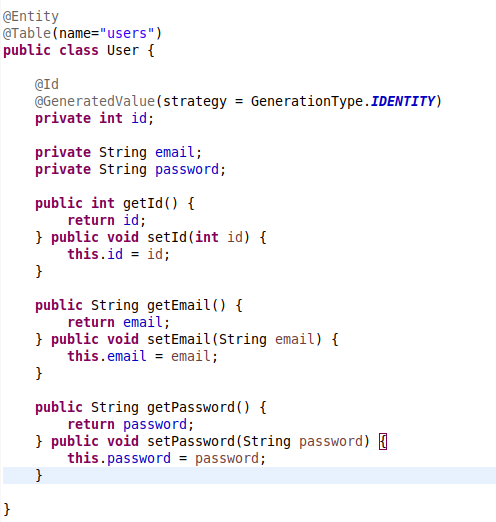 @Entity
@Table(name="users")
public class User {
@Id
@GeneratedValue(strategy = GenerationType.IDENTITY)
private int id;
private String email;
private String password;
public int getId() {
return id;
} public void setId(int id) {
this.id = id;
}
public String getEmail() {
return email;
} public void setEmail(String email) {
this.email = email;
}
public String getPassword() {
return password;
} public void setPassword(String password) {
this.password = password;
}
}